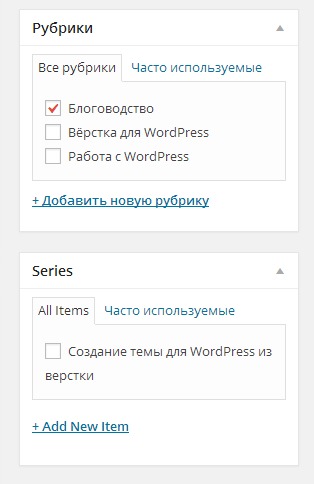 Рубрики
Все рубрики Часто используемые
Блоговодство
Вёрстка для WordPress
Работа с WordPress
+ Добавить новую рубрику
Series
All Items Часто используемые
Создание темы для WordPress из
верстки
+ Add New Item